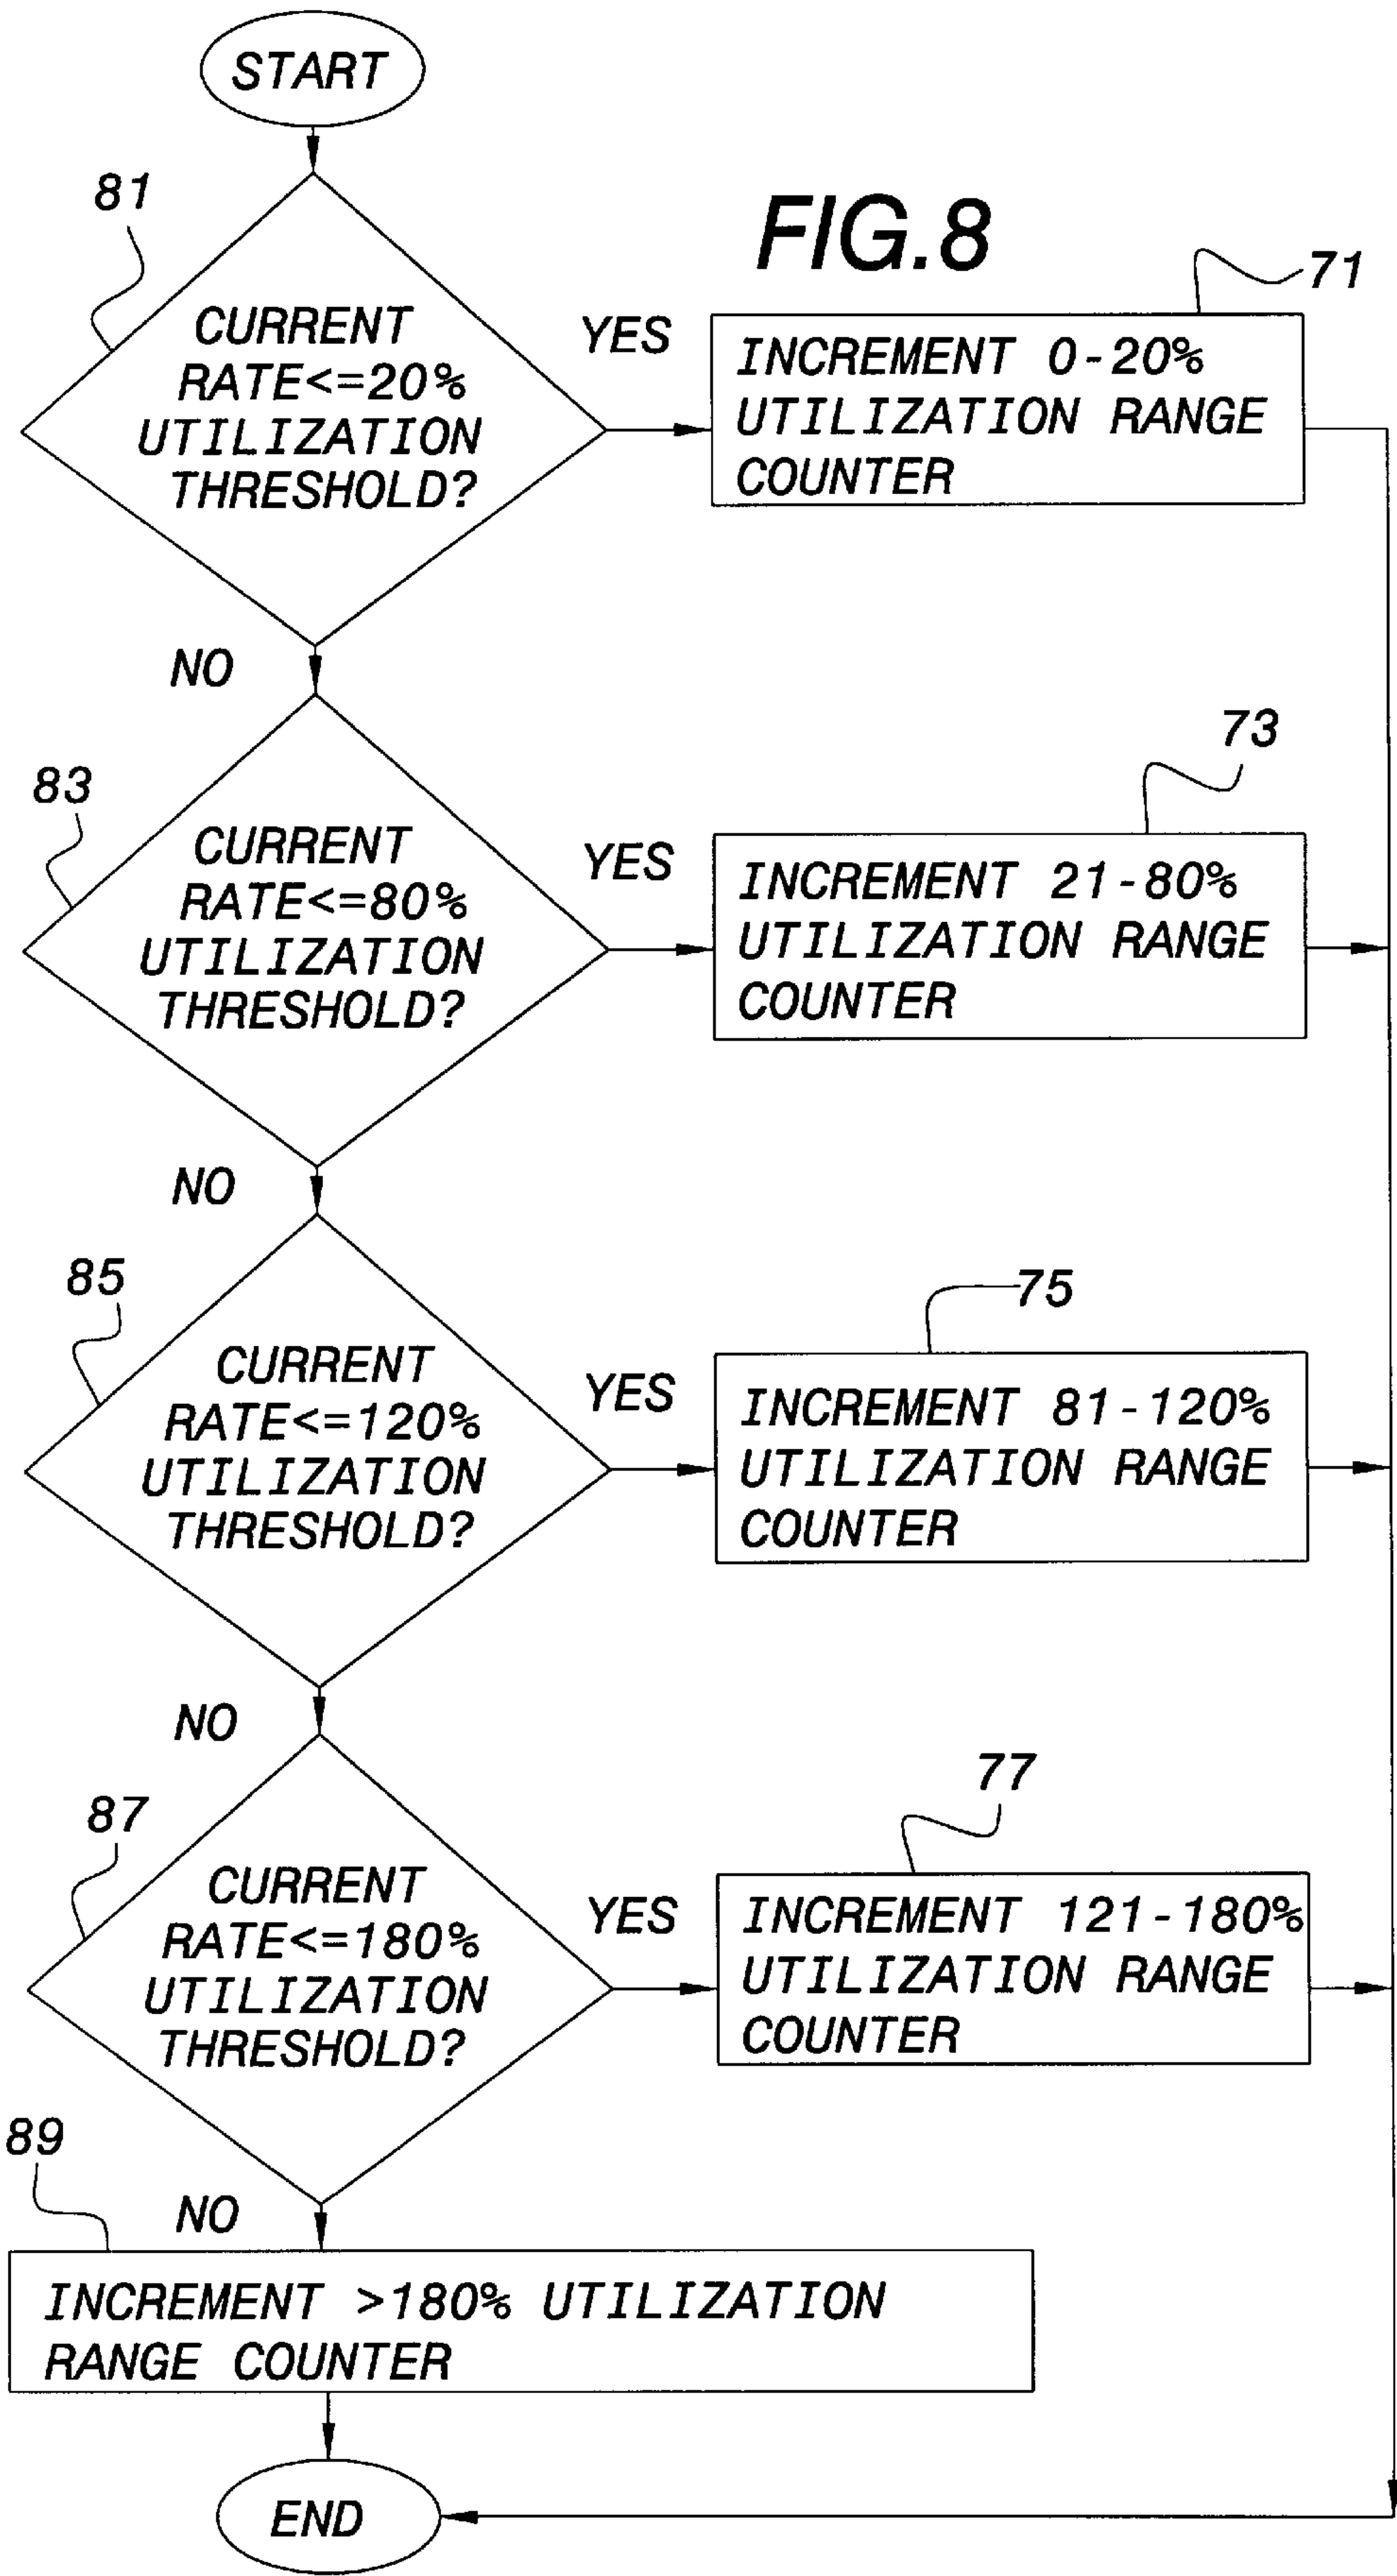 START
81
FIG.8
71
CURRENT
RATE<=20%
UTILIZATION
THRESHOLD?
YES
INCREMENT 0-20%
UTILIZATION RANGE
COUNTER
NO
73
83
CURRENT
RATE<=80%
UTILIZATION
THRESHOLD?
YES
INCREMENT 21-80%
UTILIZATION RANGE
COUNTER
NO
85
75
CURRENT
RATE<=120%
UTILIZATION
THRESHOLD?
YES
INCREMENT 81-120%
UTILIZATION RANGE
COUNTER
NO
77
87
CURRENT
RATE<=180%
UTILIZATION
THRESHOLD?
YES
INCREMENT 121-180%
UTILIZATION RANGE
COUNTER
89
NO
INCREMENT >180% UTILIZATION
RANGE COUNTER
END